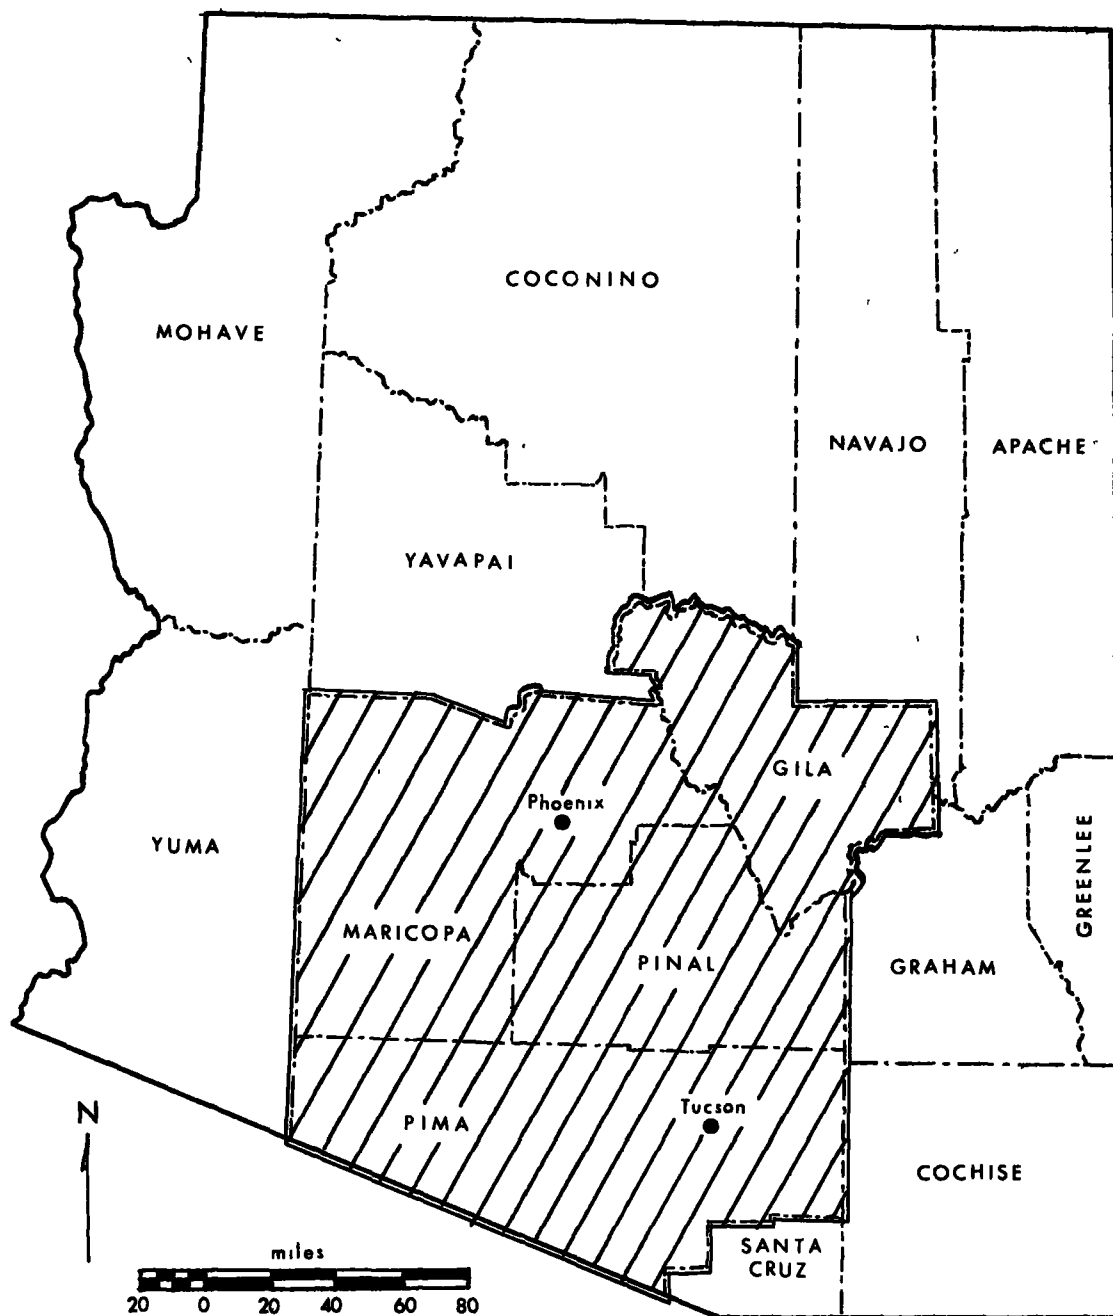 COCONINO
MOHAVE
NAVAJO
APACHE
YAVAPAI
GILA
Phoenix
YUMA
GREENLEE
MARICOPA
PINAL
GRAHAM
N
Tucson
PIMA
COCHISE
SANTA
CRUZ
miles
20 0 20 40 60 80